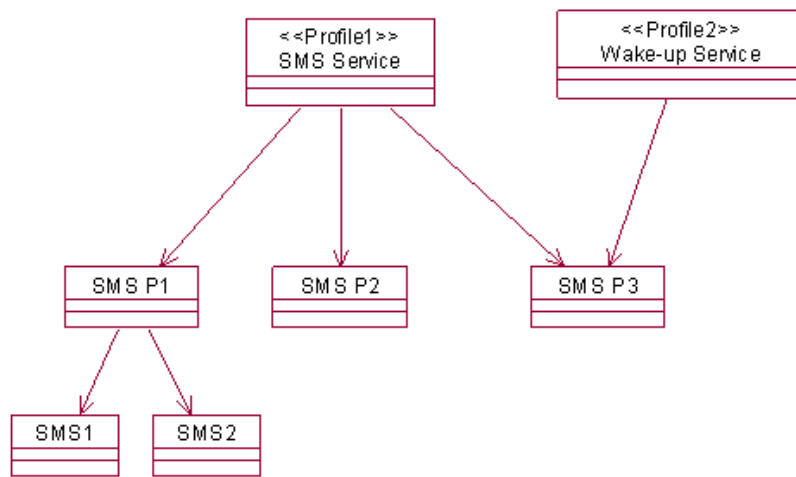 <<Profile1>>
SMS Service
<<Profile2>>
Wake-up Service
SMS P1
SMS P2
SMS P3
SMS1
SMS2